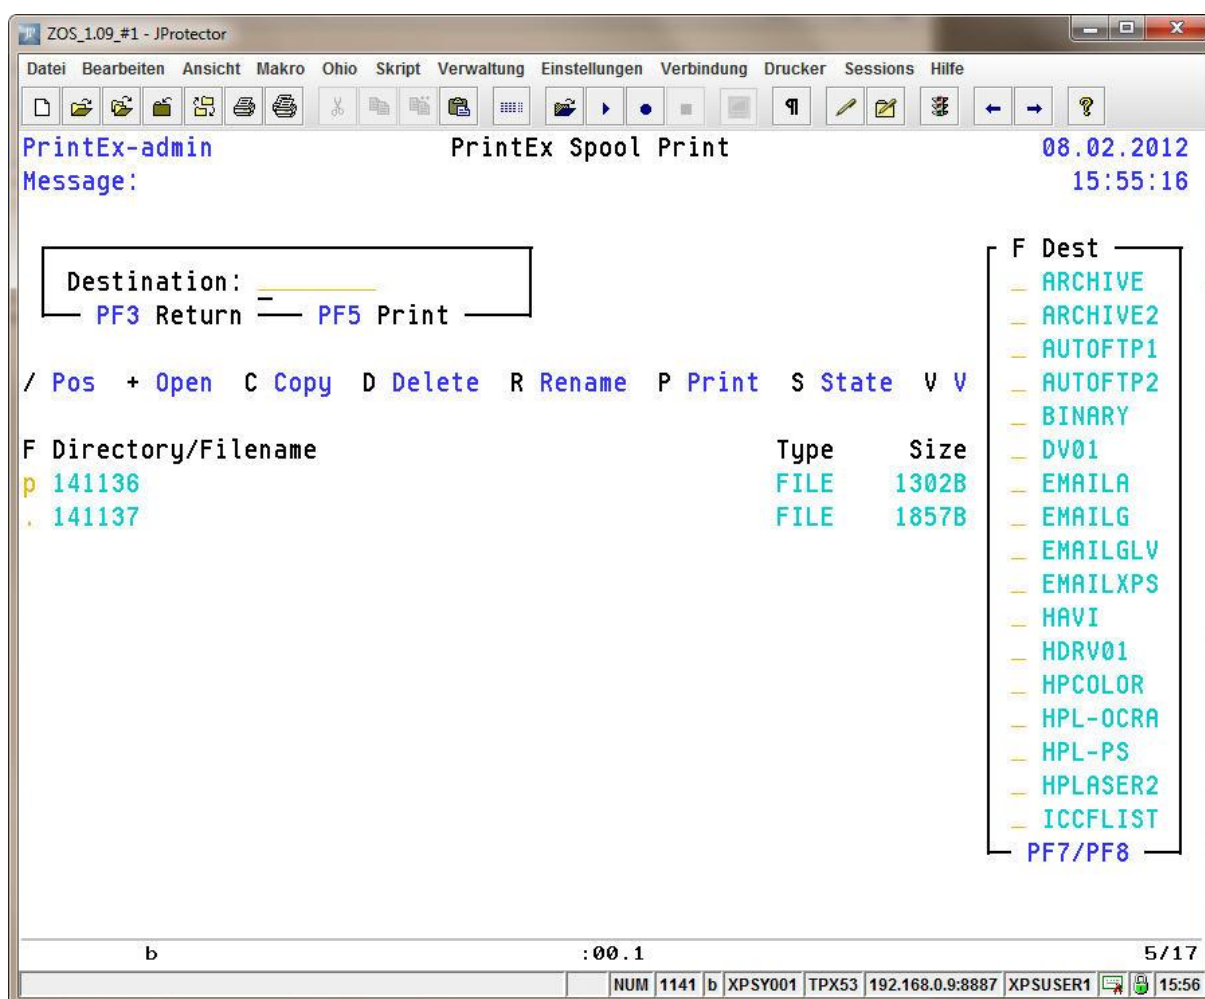 ZOS_1.09_#1 - JProtector
Datei Bearbeiten Ansicht Makro Ohio Skript Verwaltung Einstellungen Verbindung Drucker Sessions Hilfe
PrintEx-admin PrintEx Spool Print 08.02.2012
Message: 15:55:16
Destination: ________
PF3 Return PF5 Print
/ Pos + Open C Copy D Delete R Rename P Print S State V V
F Directory/Filename Type Size
p 141136 FILE 1302B
. 141137 FILE 1857B
F Dest
_ ARCHIVE
_ ARCHIVE2
_ AUTOFTP1
_ AUTOFTP2
_ BINARY
_ DV01
_ EMAILA
_ EMAILG
_ EMAILGLV
_ EMAILXPS
_ HAVI
_ HDRV01
_ HPCOLOR
_ HPL-OCRA
_ HPL-PS
_ HPLASER2
_ ICCFLIST
PF7/PF8
b :00.1 5/17
NUM 1141 b XPSY001 TPX53 192.168.0.9:8887 XPSUSER1 15:56